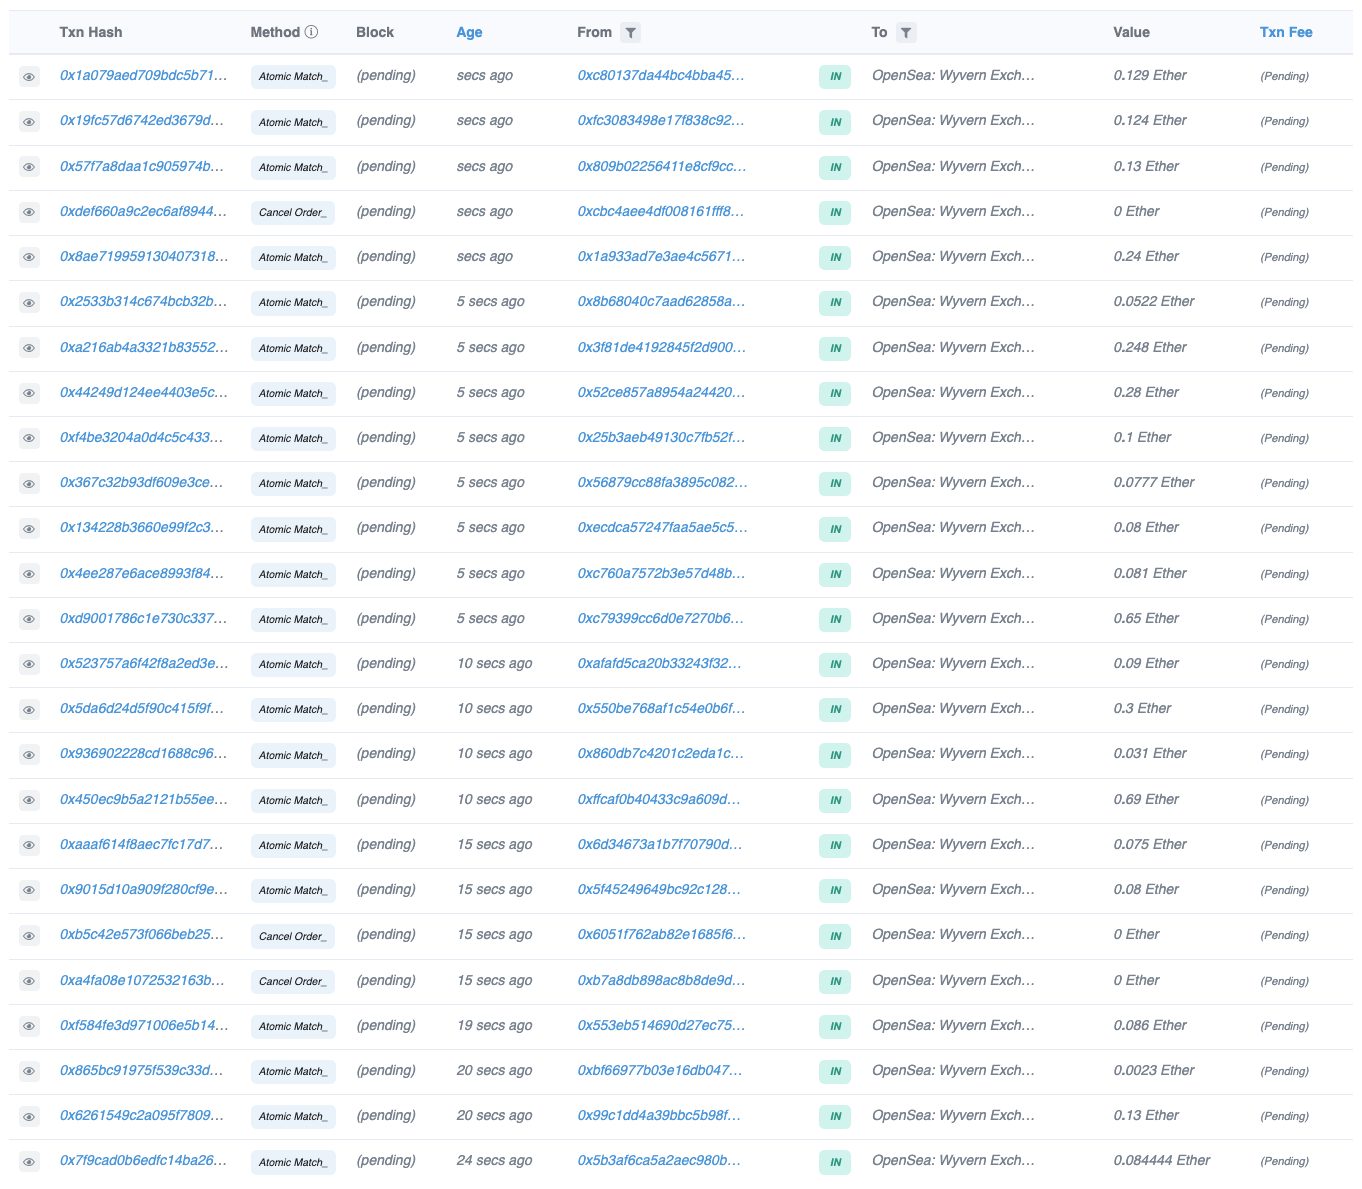 Txn Hash Method Block Age From To Value Txn Fee
0x1a079aed709bdc5b71... Atomic Match_ (pending) secs ago 0xc80137da44bc4bba45... IN OpenSea: Wyvern Exch... 0.129 Ether (Pending)
0x19fc57d6742ed3679d... Atomic Match_ (pending) secs ago 0xfc3083498e17f838c92... IN OpenSea: Wyvern Exch... 0.124 Ether (Pending)
0x57f7a8daa1c905974b... Atomic Match_ (pending) secs ago 0x809b02256411e8cf9cc... IN OpenSea: Wyvern Exch... 0.13 Ether (Pending)
0xdef660a9c2ec6af8944... Cancel Order_ (pending) secs ago 0xcbc4aee4df008161fff8... IN OpenSea: Wyvern Exch... 0 Ether (Pending)
0x8ae719959130407318... Atomic Match_ (pending) secs ago 0x1a933ad7e3ae4c5671... IN OpenSea: Wyvern Exch... 0.24 Ether (Pending)
0x2533b314c674bcb32b... Atomic Match_ (pending) 5 secs ago 0x8b68040c7aad62858a... IN OpenSea: Wyvern Exch... 0.0522 Ether (Pending)
0xa216ab4a3321b83552... Atomic Match_ (pending) 5 secs ago 0x3f81de4192845f2d900... IN OpenSea: Wyvern Exch... 0.248 Ether (Pending)
0x44249d124ee4403e5c... Atomic Match_ (pending) 5 secs ago 0x52ce857a8954a24420... IN OpenSea: Wyvern Exch... 0.28 Ether (Pending)
0xf4be3204a0d4c5c433... Atomic Match_ (pending) 5 secs ago 0x25b3aeb49130c7fb52f... IN OpenSea: Wyvern Exch... 0.1 Ether (Pending)
0x367c32b93df609e3ce... Atomic Match_ (pending) 5 secs ago 0x56879cc88fa3895c082... IN OpenSea: Wyvern Exch... 0.0777 Ether (Pending)
0x134228b3660e99f2c3... Atomic Match_ (pending) 5 secs ago 0xecdca57247faa5ae5c5... IN OpenSea: Wyvern Exch... 0.08 Ether (Pending)
0x4ee287e6ace8993f84... Atomic Match_ (pending) 5 secs ago 0xc760a7572b3e57d48b... IN OpenSea: Wyvern Exch... 0.081 Ether (Pending)
0xd9001786c1e730c337... Atomic Match_ (pending) 5 secs ago 0xc79399cc6d0e7270b6... IN OpenSea: Wyvern Exch... 0.65 Ether (Pending)
0x523757a6f42f8a2ed3e... Atomic Match_ (pending) 10 secs ago 0xafafd5ca20b33243f32... IN OpenSea: Wyvern Exch... 0.09 Ether (Pending)
0x5da6d24d5f90c415f9f... Atomic Match_ (pending) 10 secs ago 0x550be768af1c54e0b6f... IN OpenSea: Wyvern Exch... 0.3 Ether (Pending)
0x936902228cd1688c96... Atomic Match_ (pending) 10 secs ago 0x860db7c4201c2eda1c... IN OpenSea: Wyvern Exch... 0.031 Ether (Pending)
0x450ec9b5a2121b55ee... Atomic Match_ (pending) 10 secs ago 0xffcaf0b40433c9a609d... IN OpenSea: Wyvern Exch... 0.69 Ether (Pending)
0xaaaf614f8aec7fc17d7... Atomic Match_ (pending) 15 secs ago 0x6d34673a1b7f70790d... IN OpenSea: Wyvern Exch... 0.075 Ether (Pending)
0x9015d10a909f280cf9e... Atomic Match_ (pending) 15 secs ago 0x5f45249649bc92c128... IN OpenSea: Wyvern Exch... 0.08 Ether (Pending)
0xb5c42e573f066beb25... Cancel Order_ (pending) 15 secs ago 0x6051f762ab82e1685f6... IN OpenSea: Wyvern Exch... 0 Ether (Pending)
0xa4fa08e1072532163b... Cancel Order_ (pending) 15 secs ago 0xb7a8db898ac8b8de9d... IN OpenSea: Wyvern Exch... 0 Ether (Pending)
0xf584fe3d971006e5b14... Atomic Match_ (pending) 19 secs ago 0x553eb514690d27ec75... IN OpenSea: Wyvern Exch... 0.086 Ether (Pending)
0x865bc91975f539c33d... Atomic Match_ (pending) 20 secs ago 0xbf66977b03e16db047... IN OpenSea: Wyvern Exch... 0.0023 Ether (Pending)
0x6261549c2a095f7809... Atomic Match_ (pending) 20 secs ago 0x99c1dd4a39bbc5b98f... IN OpenSea: Wyvern Exch... 0.13 Ether (Pending)
0x7f9cad0b6edfc14ba26... Atomic Match_ (pending) 24 secs ago 0x5b3af6ca5a2aec980b... IN OpenSea: Wyvern Exch... 0.084444 Ether (Pending)